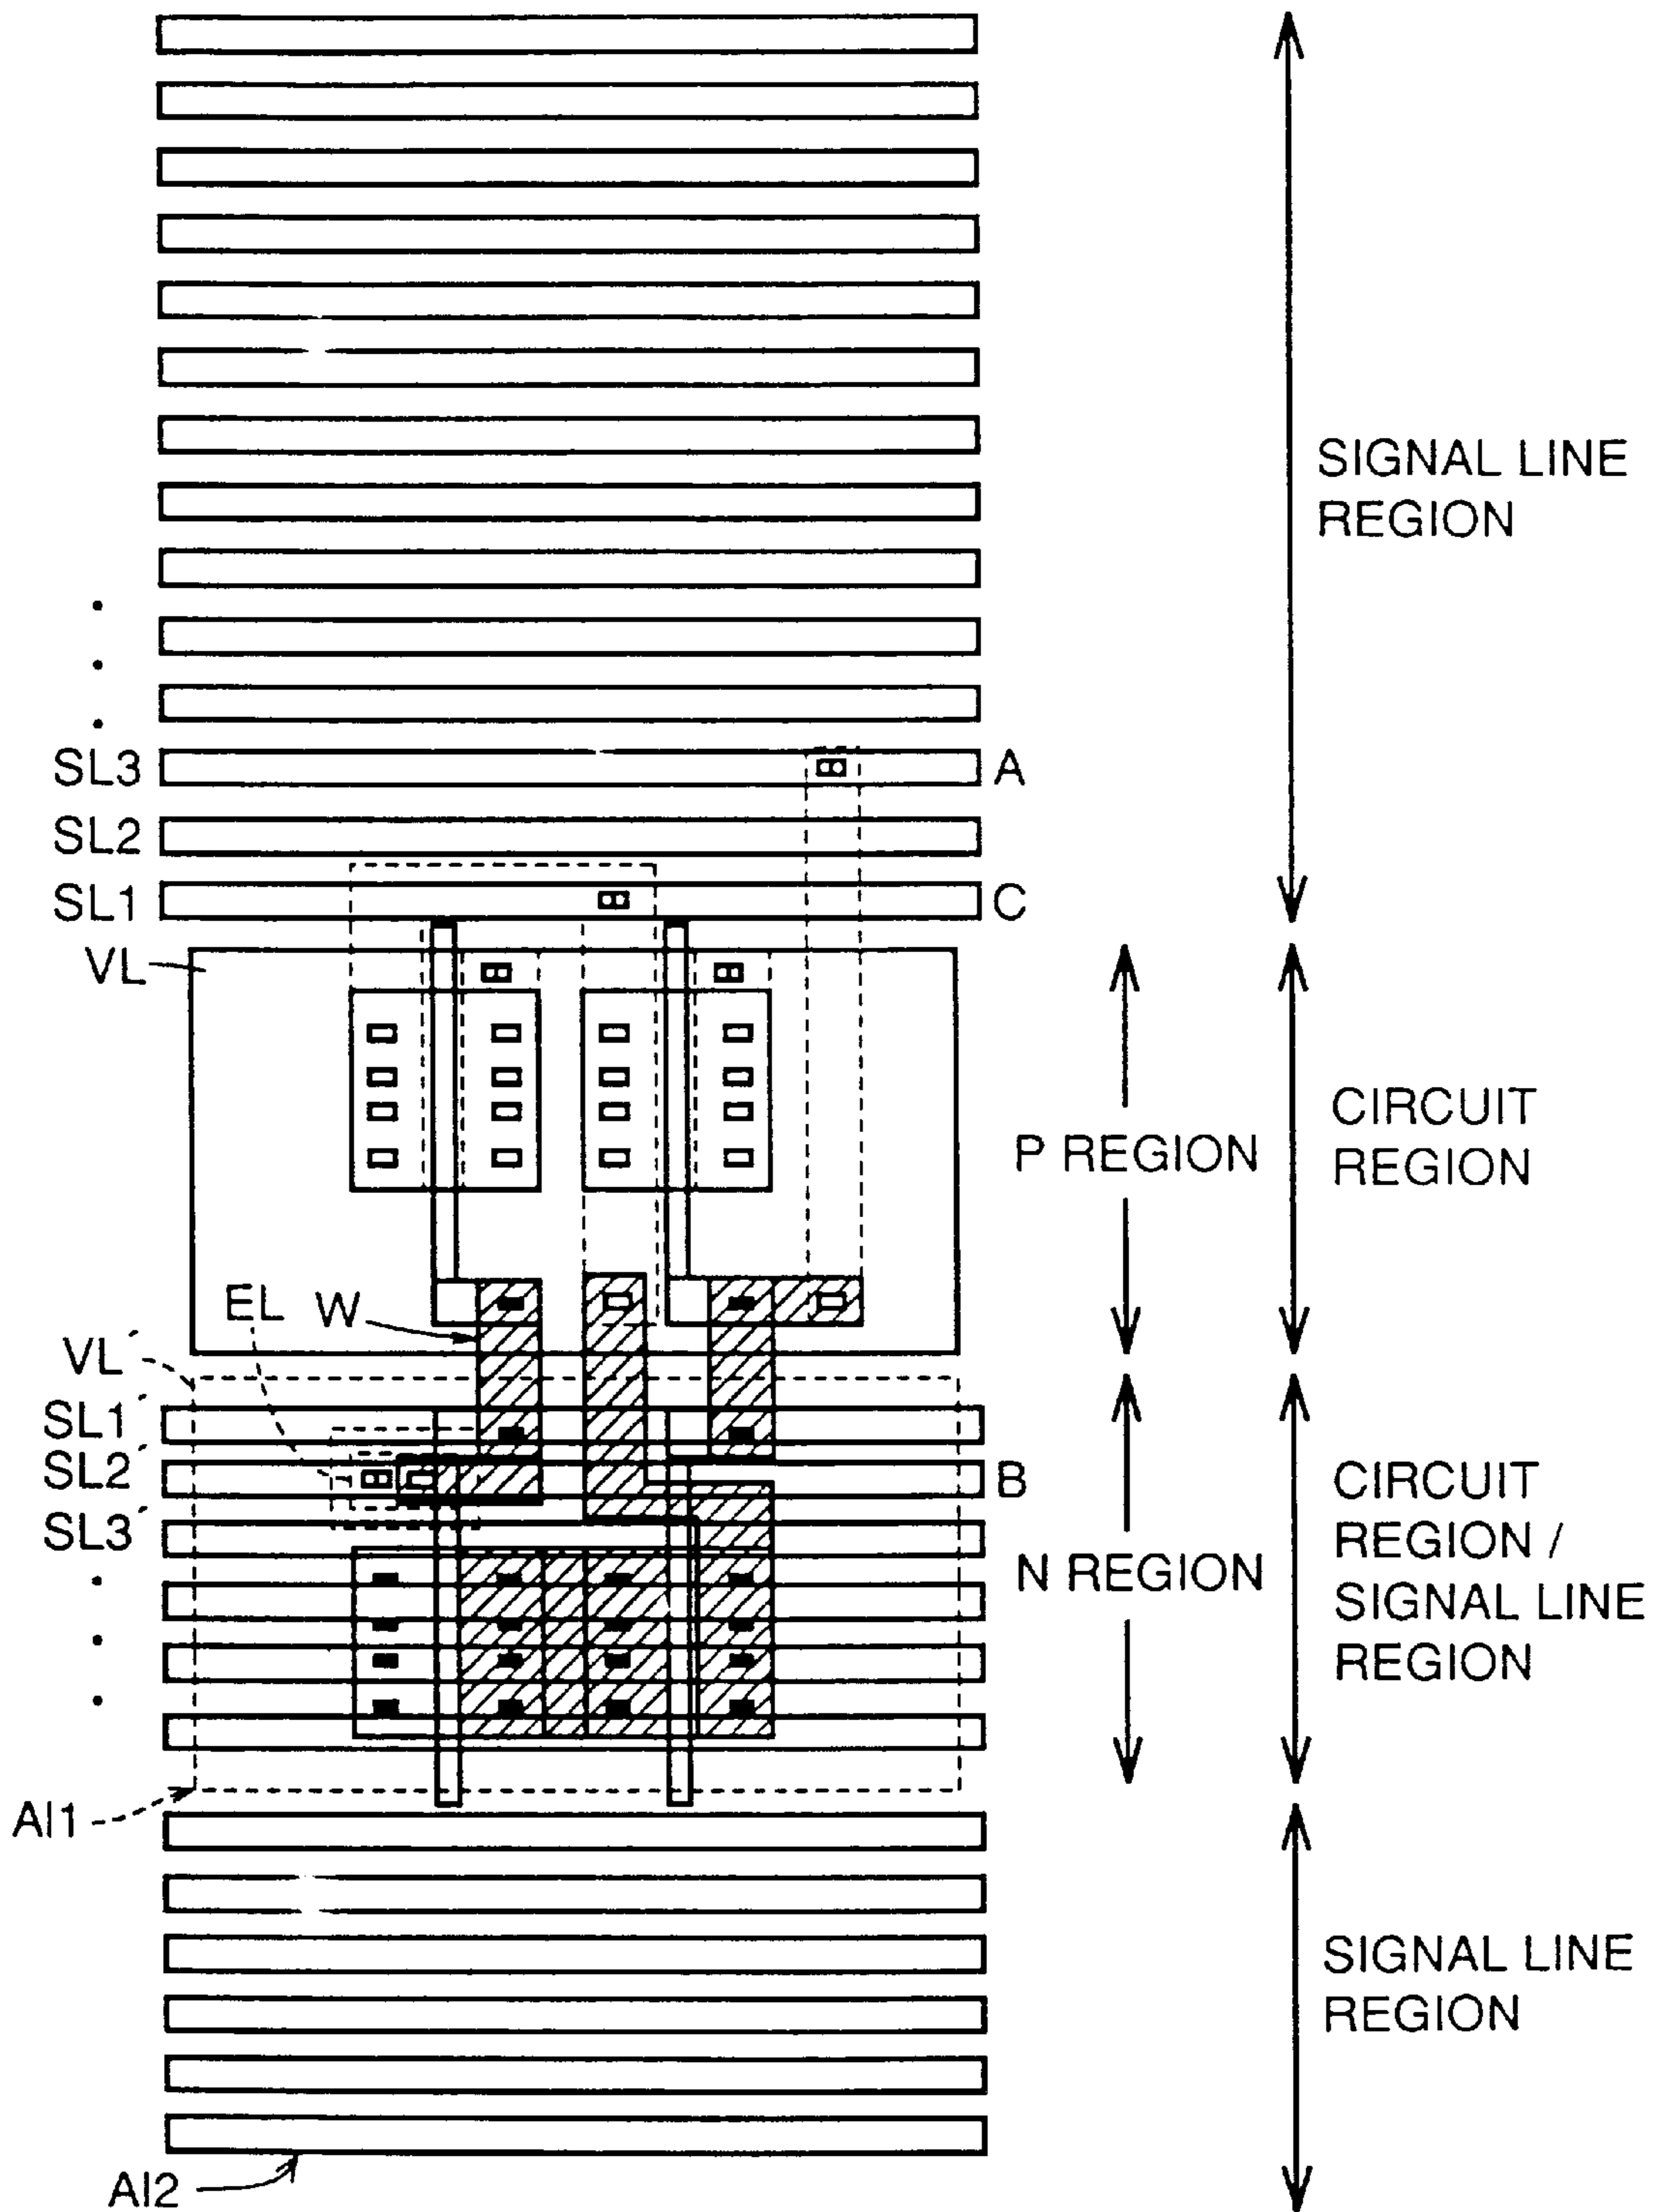 SIGNAL LINE
REGION
SL3 A
SL2
SL1 C
VL
CIRCUIT
REGION
P REGION
EL W
VL´
SL1´
SL2´ B
SL3´
CIRCUIT
REGION /
SIGNAL LINE
REGION
N REGION
Al1
SIGNAL LINE
REGION
Al2